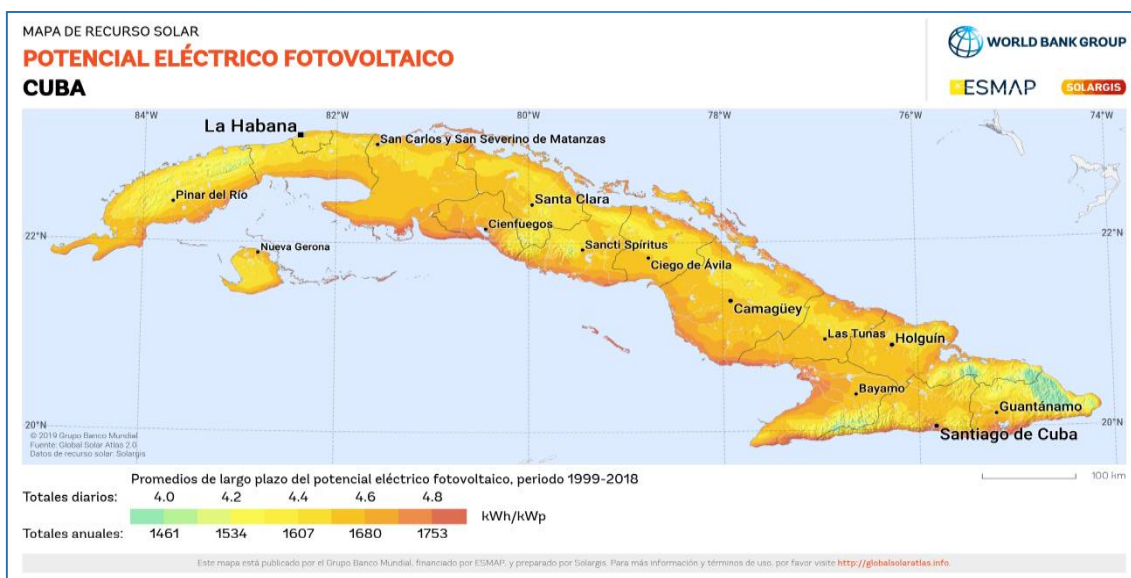 MAPA DE RECURSO SOLAR
POTENCIAL ELÉCTRICO FOTOVOLTAICO
CUBA
WORLD BANK GROUP
ESMAP
SOLARGIS
84°W 82°W 80°W 78°W 76°W 74°W
La Habana
San Carlos y San Severino de Matanzas
Pinar del Río
Santa Clara
Cienfuegos
22°N
22°N
Nueva Gerona
Sancti Spíritus
Ciego de Ávila
Camagüey
Las Tunas
Holguín
Bayamo
Guantánamo
20°N
20°N
Santiago de Cuba
© 2019 Grupo Banco Mundial
Fuente: Global Solar Atlas 2.0
Datos de recurso solar: Solargis
100 km
Promedios de largo plazo del potencial eléctrico fotovoltaico, periodo 1999-2018
Totales diarios: 4.0 4.2 4.4 4.6 4.8
kWh/kWp
Totales anuales: 1461 1534 1607 1680 1753
Este mapa está publicado por el Grupo Banco Mundial, financiado por ESMAP, y preparado por Solargis. Para más información y términos de uso, por favor visite http://globalsolaratlas.info.